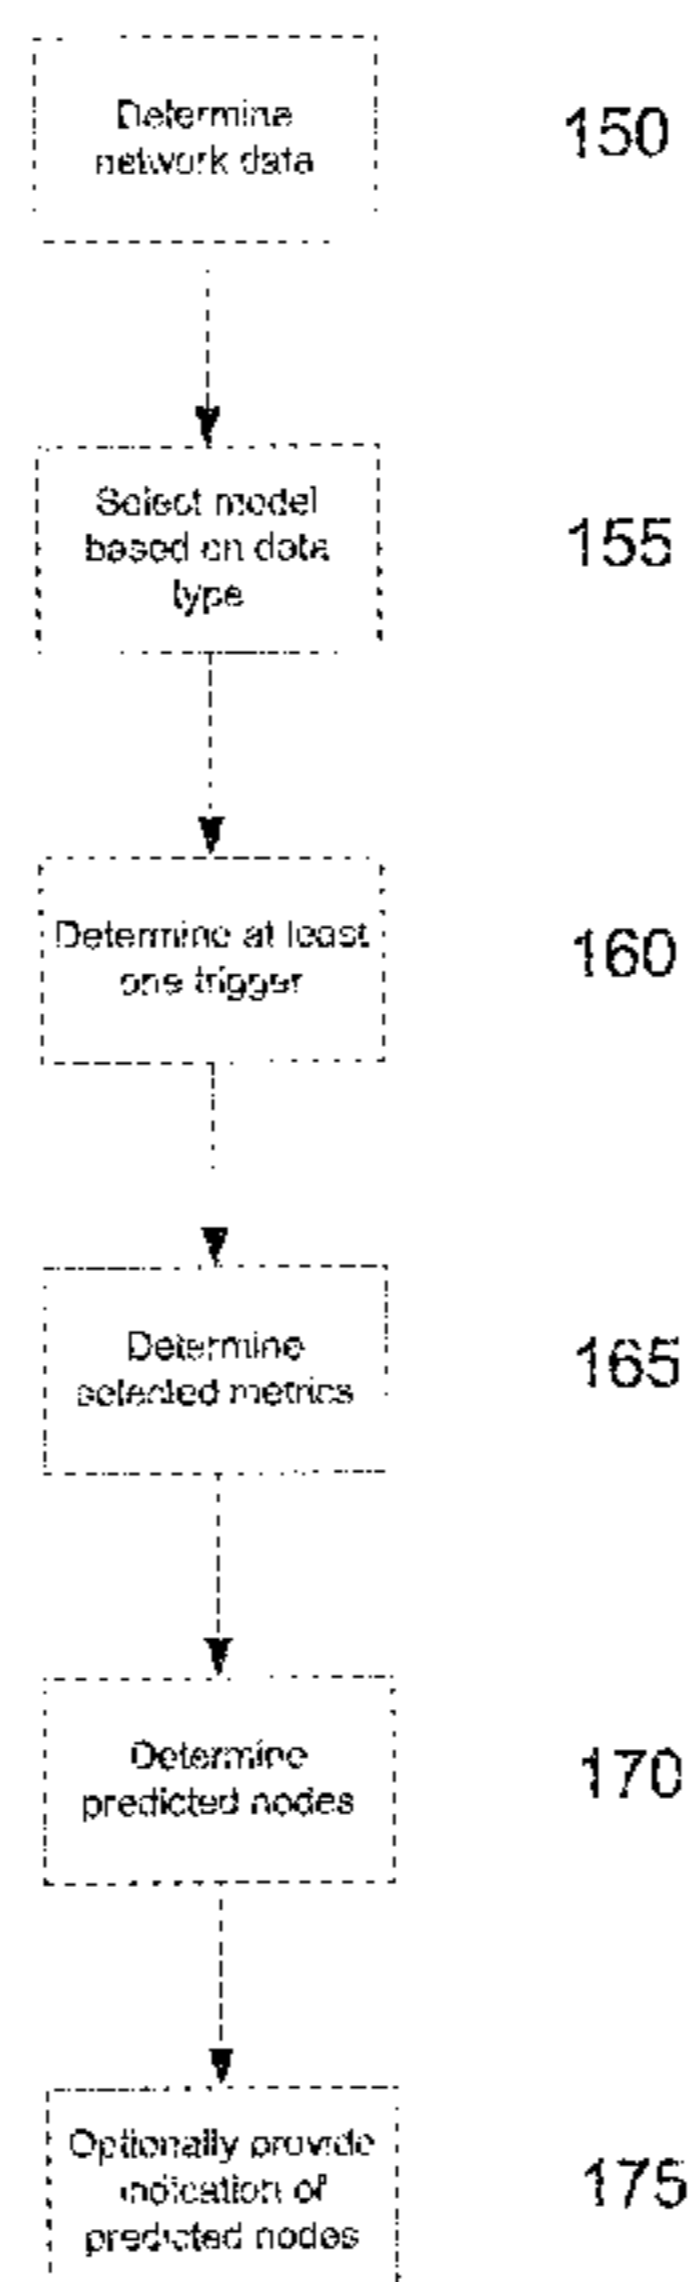 Determine
network data
150
Select model
based on data
type
155
Determine at least
one trigger
160
Determine
selected metrics
165
Determine
predicted nodes
170
Optionally provide
indication of
predicted nodes
175